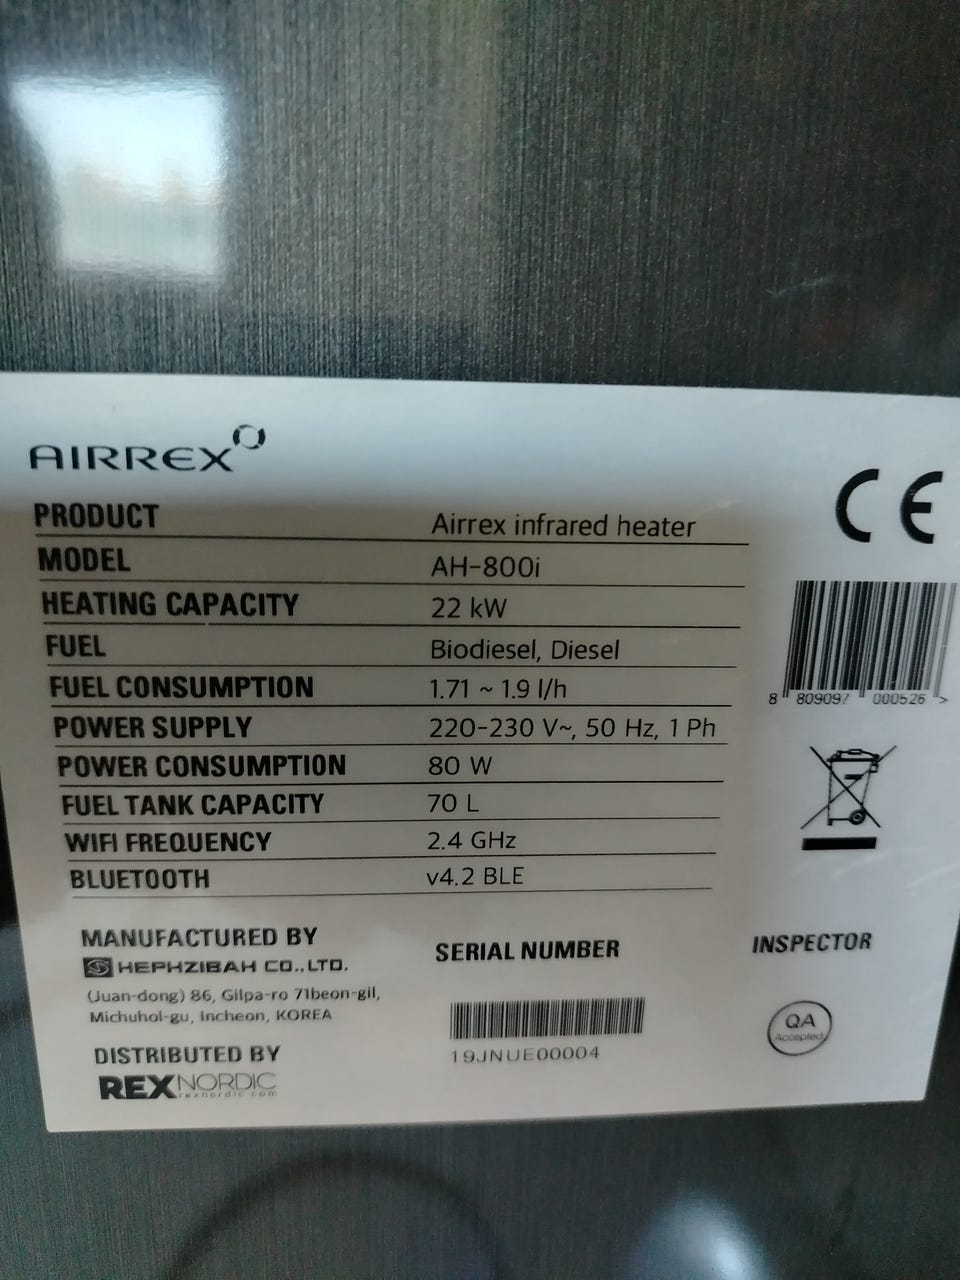 AIRREX
PRODUCT Airrex infrared heater
MODEL AH-800i
HEATING CAPACITY 22 kW
FUEL Biodiesel, Diesel
FUEL CONSUMPTION 1.71 ~ 1.9 l/h
POWER SUPPLY 220-230 V~, 50 Hz, 1 Ph
POWER CONSUMPTION 80 W
FUEL TANK CAPACITY 70 L
WIFI FREQUENCY 2.4 GHz
BLUETOOTH v4.2 BLE
CE
8 809097 000526 >
MANUFACTURED BY
HEPHZIBAH CO.,LTD.
(Juan-dong) 86, Gilpa-ro 71beon-gil,
Michuhol-gu, Incheon, KOREA
DISTRIBUTED BY
REXNORDIC
rexnordic.com
SERIAL NUMBER
19JNUE00004
INSPECTOR
QA
Accepted